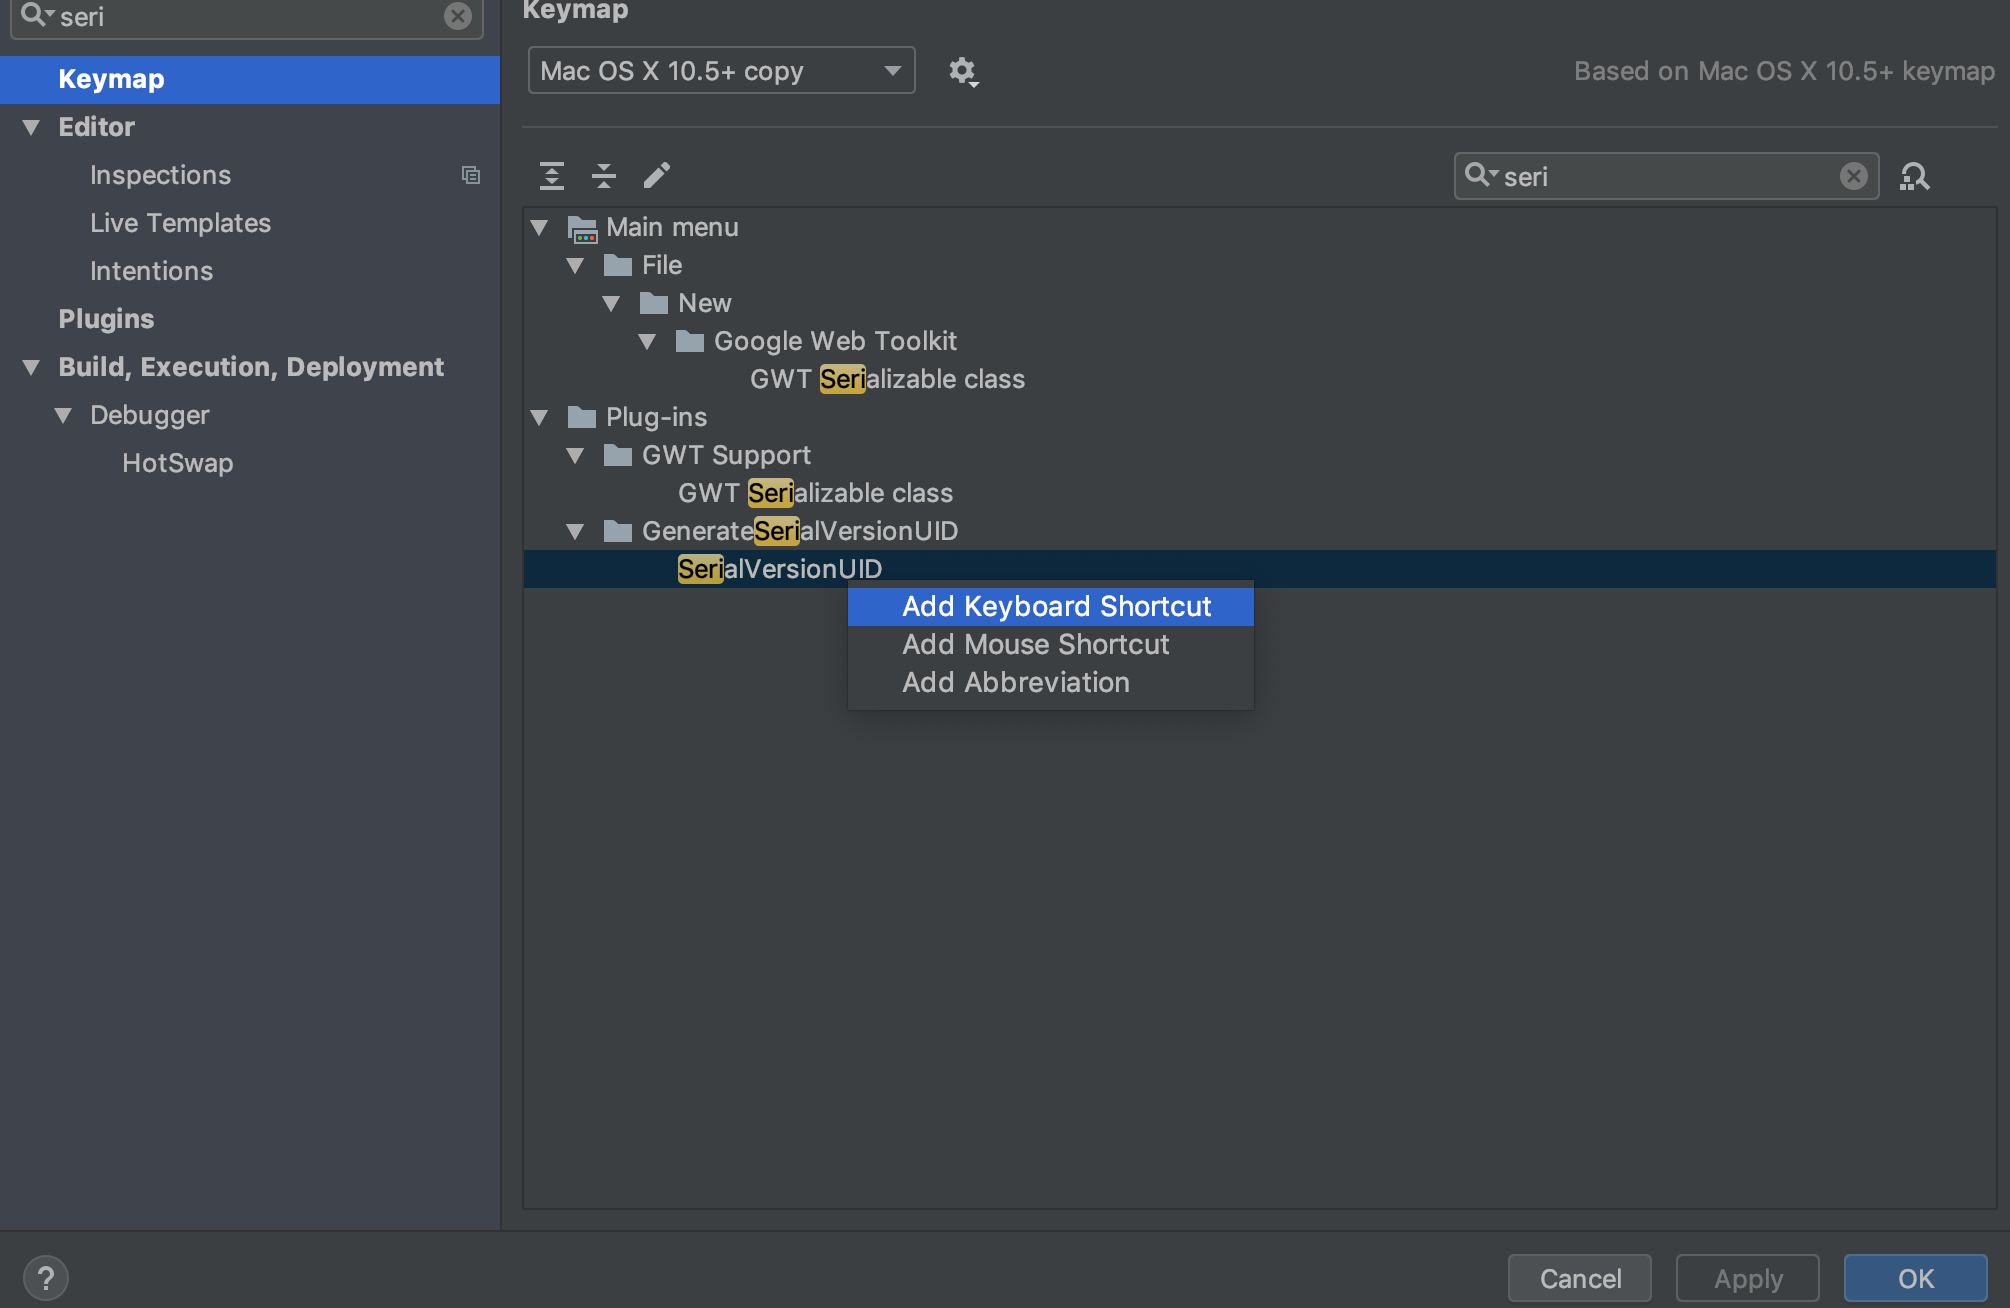 seri
Keymap
Editor
Inspections
Live Templates
Intentions
Plugins
Build, Execution, Deployment
Debugger
HotSwap
Keymap
Mac OS X 10.5+ copy
Based on Mac OS X 10.5+ keymap
seri
Main menu
File
New
Google Web Toolkit
GWT Serializable class
Plug-ins
GWT Support
GWT Serializable class
GenerateSerialVersionUID
SerialVersionUID
Add Keyboard Shortcut
Add Mouse Shortcut
Add Abbreviation
?
Cancel
Apply
OK